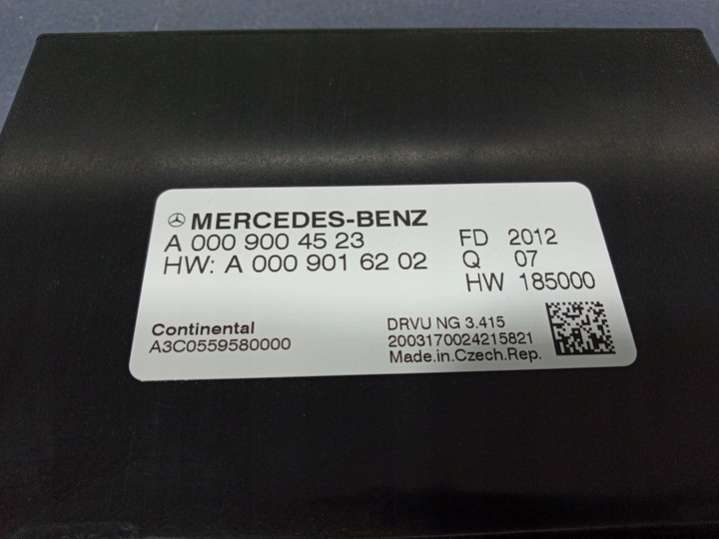 MERCEDES-BENZ
A 000 900 45 23
HW: A 000 901 62 02
FD 2012
Q 07
HW 185000
Continental
A3C0559580000
DRVU NG 3.415
2003170024215821
Made.in.Czech.Rep.